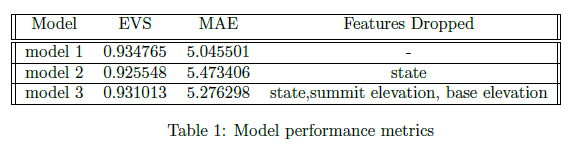 Model EVS MAE Features Dropped
model 1 0.934765 5.045501 -
model 2 0.925548 5.473406 state
model 3 0.931013 5.276298 state,summit elevation, base elevation
Table 1: Model performance metrics